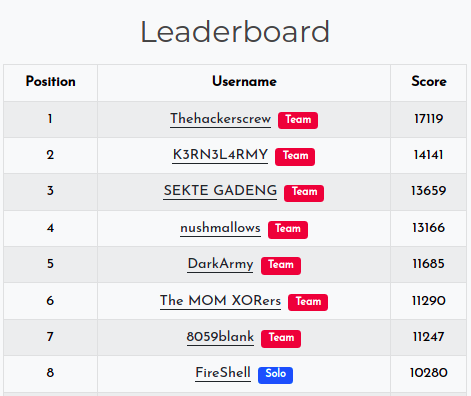 Leaderboard
Position Username Score
1 Thehackerscrew Team 17119
2 K3RN3L4RMY Team 14141
3 SEKTE GADENG Team 13659
4 nushmallows Team 13166
5 DarkArmy Team 11685
6 The MOM XORers Team 11290
7 8059blank Team 11247
8 FireShell Solo 10280